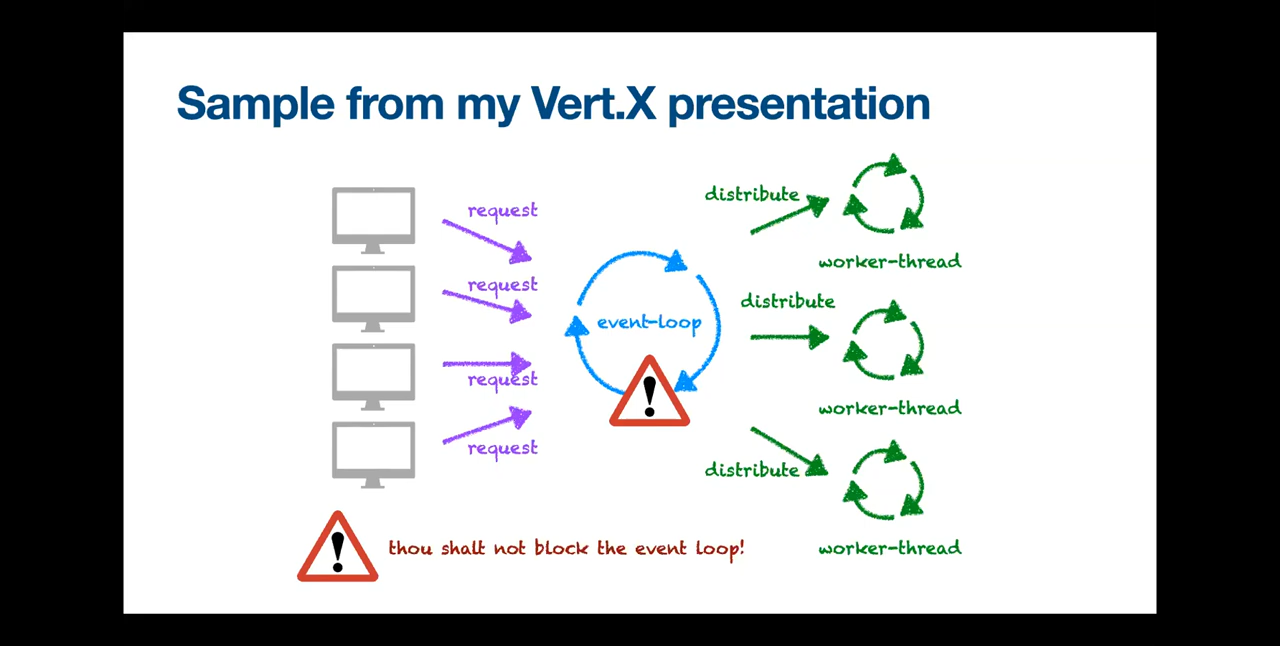 Sample from my Vert.X presentation
request
request
request
request
event-loop
distribute
worker-thread
distribute
worker-thread
distribute
worker-thread
thou shalt not block the event loop!